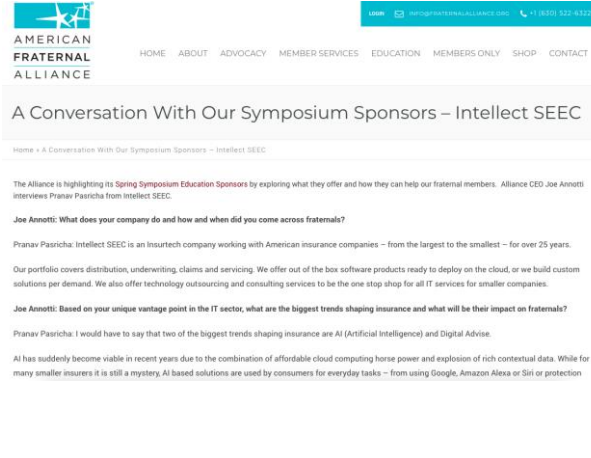 LOGIN INFO@FRATERNALALLIANCE.ORG +1 (630) 522-6322
AMERICAN
FRATERNAL
ALLIANCE
HOME ABOUT ADVOCACY MEMBER SERVICES EDUCATION MEMBERS ONLY SHOP CONTACT
A Conversation With Our Symposium Sponsors – Intellect SEEC
Home » A Conversation With Our Symposium Sponsors – Intellect SEEC
The Alliance is highlighting its Spring Symposium Education Sponsors by exploring what they offer and how they can help our fraternal members. Alliance CEO Joe Annotti
interviews Pranav Pasricha from Intellect SEEC.
Joe Annotti: What does your company do and how and when did you come across fraternals?
Pranav Pasricha: Intellect SEEC is an Insurtech company working with American insurance companies – from the largest to the smallest – for over 25 years.
Our portfolio covers distribution, underwriting, claims and servicing. We offer out of the box software products ready to deploy on the cloud, or we build custom
solutions per demand. We also offer technology outsourcing and consulting services to be the one stop shop for all IT services for smaller companies.
Joe Annotti: Based on your unique vantage point in the IT sector, what are the biggest trends shaping insurance and what will be their impact on fraternals?
Pranav Pasricha: I would have to say that two of the biggest trends shaping insurance are AI (Artificial Intelligence) and Digital Advise.
AI has suddenly become viable in recent years due to the combination of affordable cloud computing horse power and explosion of rich contextual data. While for
many smaller insurers it is still a mystery, AI based solutions are used by consumers for everyday tasks – from using Google, Amazon Alexa or Siri or protection